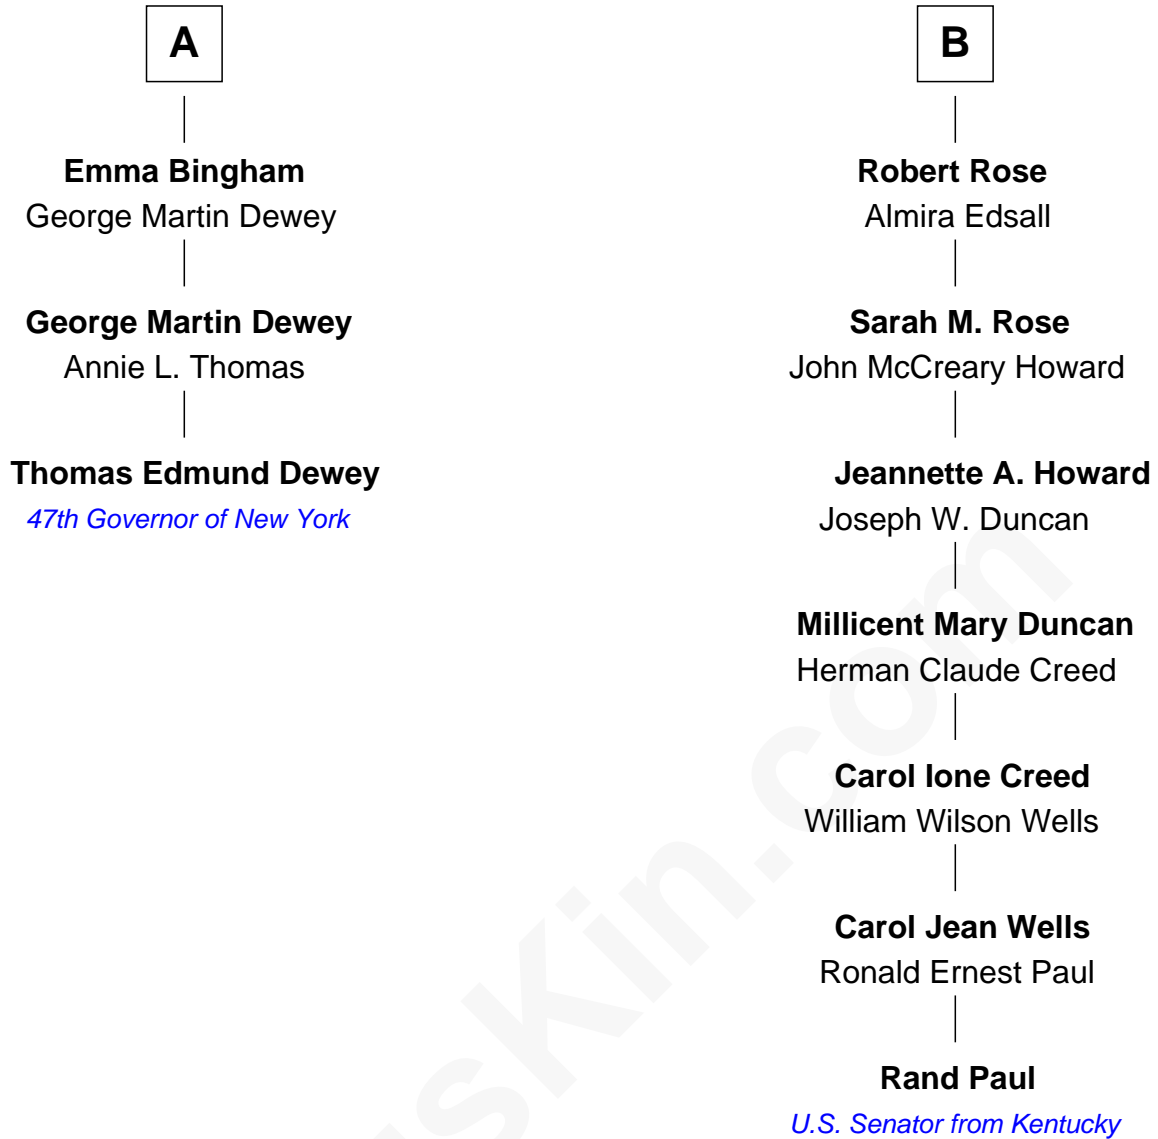 A
Emma Bingham
George Martin Dewey
George Martin Dewey
Annie L. Thomas
Thomas Edmund Dewey
47th Governor of New York
B
Robert Rose
Almira Edsall
Sarah M. Rose
John McCreary Howard
Jeannette A. Howard
Joseph W. Duncan
Millicent Mary Duncan
Herman Claude Creed
Carol Ione Creed
William Wilson Wells
Carol Jean Wells
Ronald Ernest Paul
Rand Paul
U.S. Senator from Kentucky
sKin.com